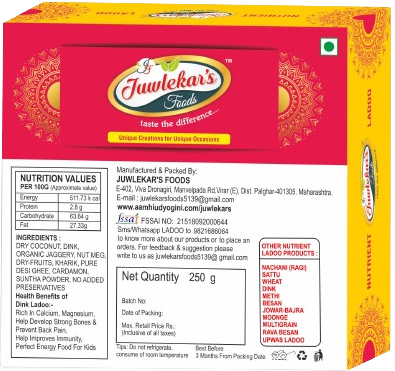 JF
Juwlekar's
TM
Foods
taste the difference...
Unique Creations for Unique Occasions
NUTRIENT LADOO
NUTRIENT LADOO
NUTRITION VALUES
PER 100G (Approximate value)
Energy 511.73 k cal
Protein 2.8 g
Carbohydrate 63.64 g
Fat 27.33g
INGREDIENTS :
DRY COCONUT, DINK,
ORGANIC JAGGERY, NUT MEG,
DRY-FRUITS, KHARIK, PURE
DESI GHEE, CARDAMON,
SUNTHA POWDER, NO ADDED
PRESERVATIVES
Health Benefits of
Dink Ladoo:-
Rich In Calcium, Magnesium,
Help Develop Strong Bones &
Prevent Back Pain,
Help Improves Immunity,
Perfect Energy Food For Kids
Manufactured & Packed By:
JUWLEKAR'S FOODS
E-402, Viva Dronagiri, Manvelpada Rd,Virar (E), Dist. Palghar-401305. Maharashtra.
E-mail : juwlekarsfoods5139@gmail.com
www.aamhiudyogini.com/juwlekars
fssai FSSAI NO: 21518092000644
Sms/Whatsapp LADOO to 9821686064
to know more about our products or to place an
orders. For feedback & suggestion please
write to us as juwlekarsfoods5139@ gmail.com
Net Quantity 250 g
Batch No:
Date of Packing:
Max. Retail Price Rs.:
(Inclusive of all taxes)
Tips: Do not refrigerate,
consume of room temperature
Best Before
3 Months From Packing Date
OTHER NUTRIENT
LADOO PRODUCTS :
NACHANI (RAGI)
SATTU
WHEAT
DINK
METHI
BESAN
JOWAR-BAJRA
MOONGE
MULTIGRAIN
RAVA BESAN
UPWAS LADOO